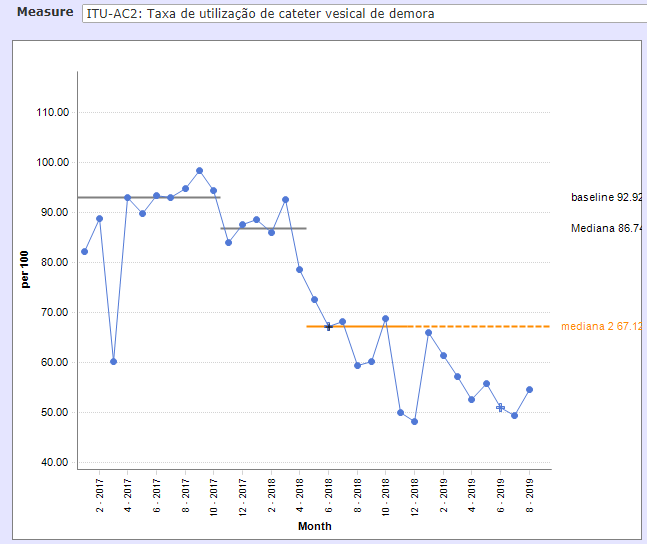 Measure
ITU-AC2: Taxa de utilização de cateter vesical de demora
110.00
100.00
baseline 92.92
90.00
Mediana 86.74
80.00
per 100
70.00
mediana 2 67.12
60.00
50.00
40.00
2 - 2017
4 - 2017
6 - 2017
8 - 2017
10 - 2017
12 - 2017
2 - 2018
4 - 2018
6 - 2018
8 - 2018
10 - 2018
12 - 2018
2 - 2019
4 - 2019
6 - 2019
8 - 2019
Month